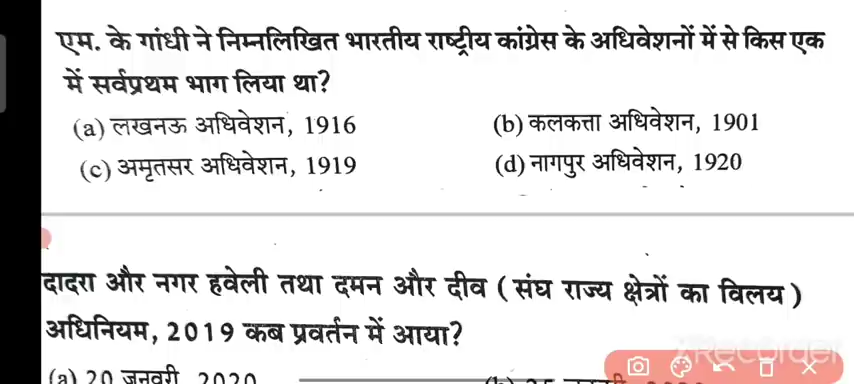 एम. के गांधी ने निम्नलिखित भारतीय राष्ट्रीय कांग्रेस के अधिवेशनों में से किस एक
में सर्वप्रथम भाग लिया था?
(a) लखनऊ अधिवेशन, 1916 (b) कलकत्ता अधिवेशन, 1901
(c) अमृतसर अधिवेशन, 1919 (d) नागपुर अधिवेशन, 1920
दादरा और नगर हवेली तथा दमन और दीव ( संघ राज्य क्षेत्रों का विलय )
अधिनियम, 2019 कब प्रवर्तन में आया?
(a) 20 जनवरी, 2020